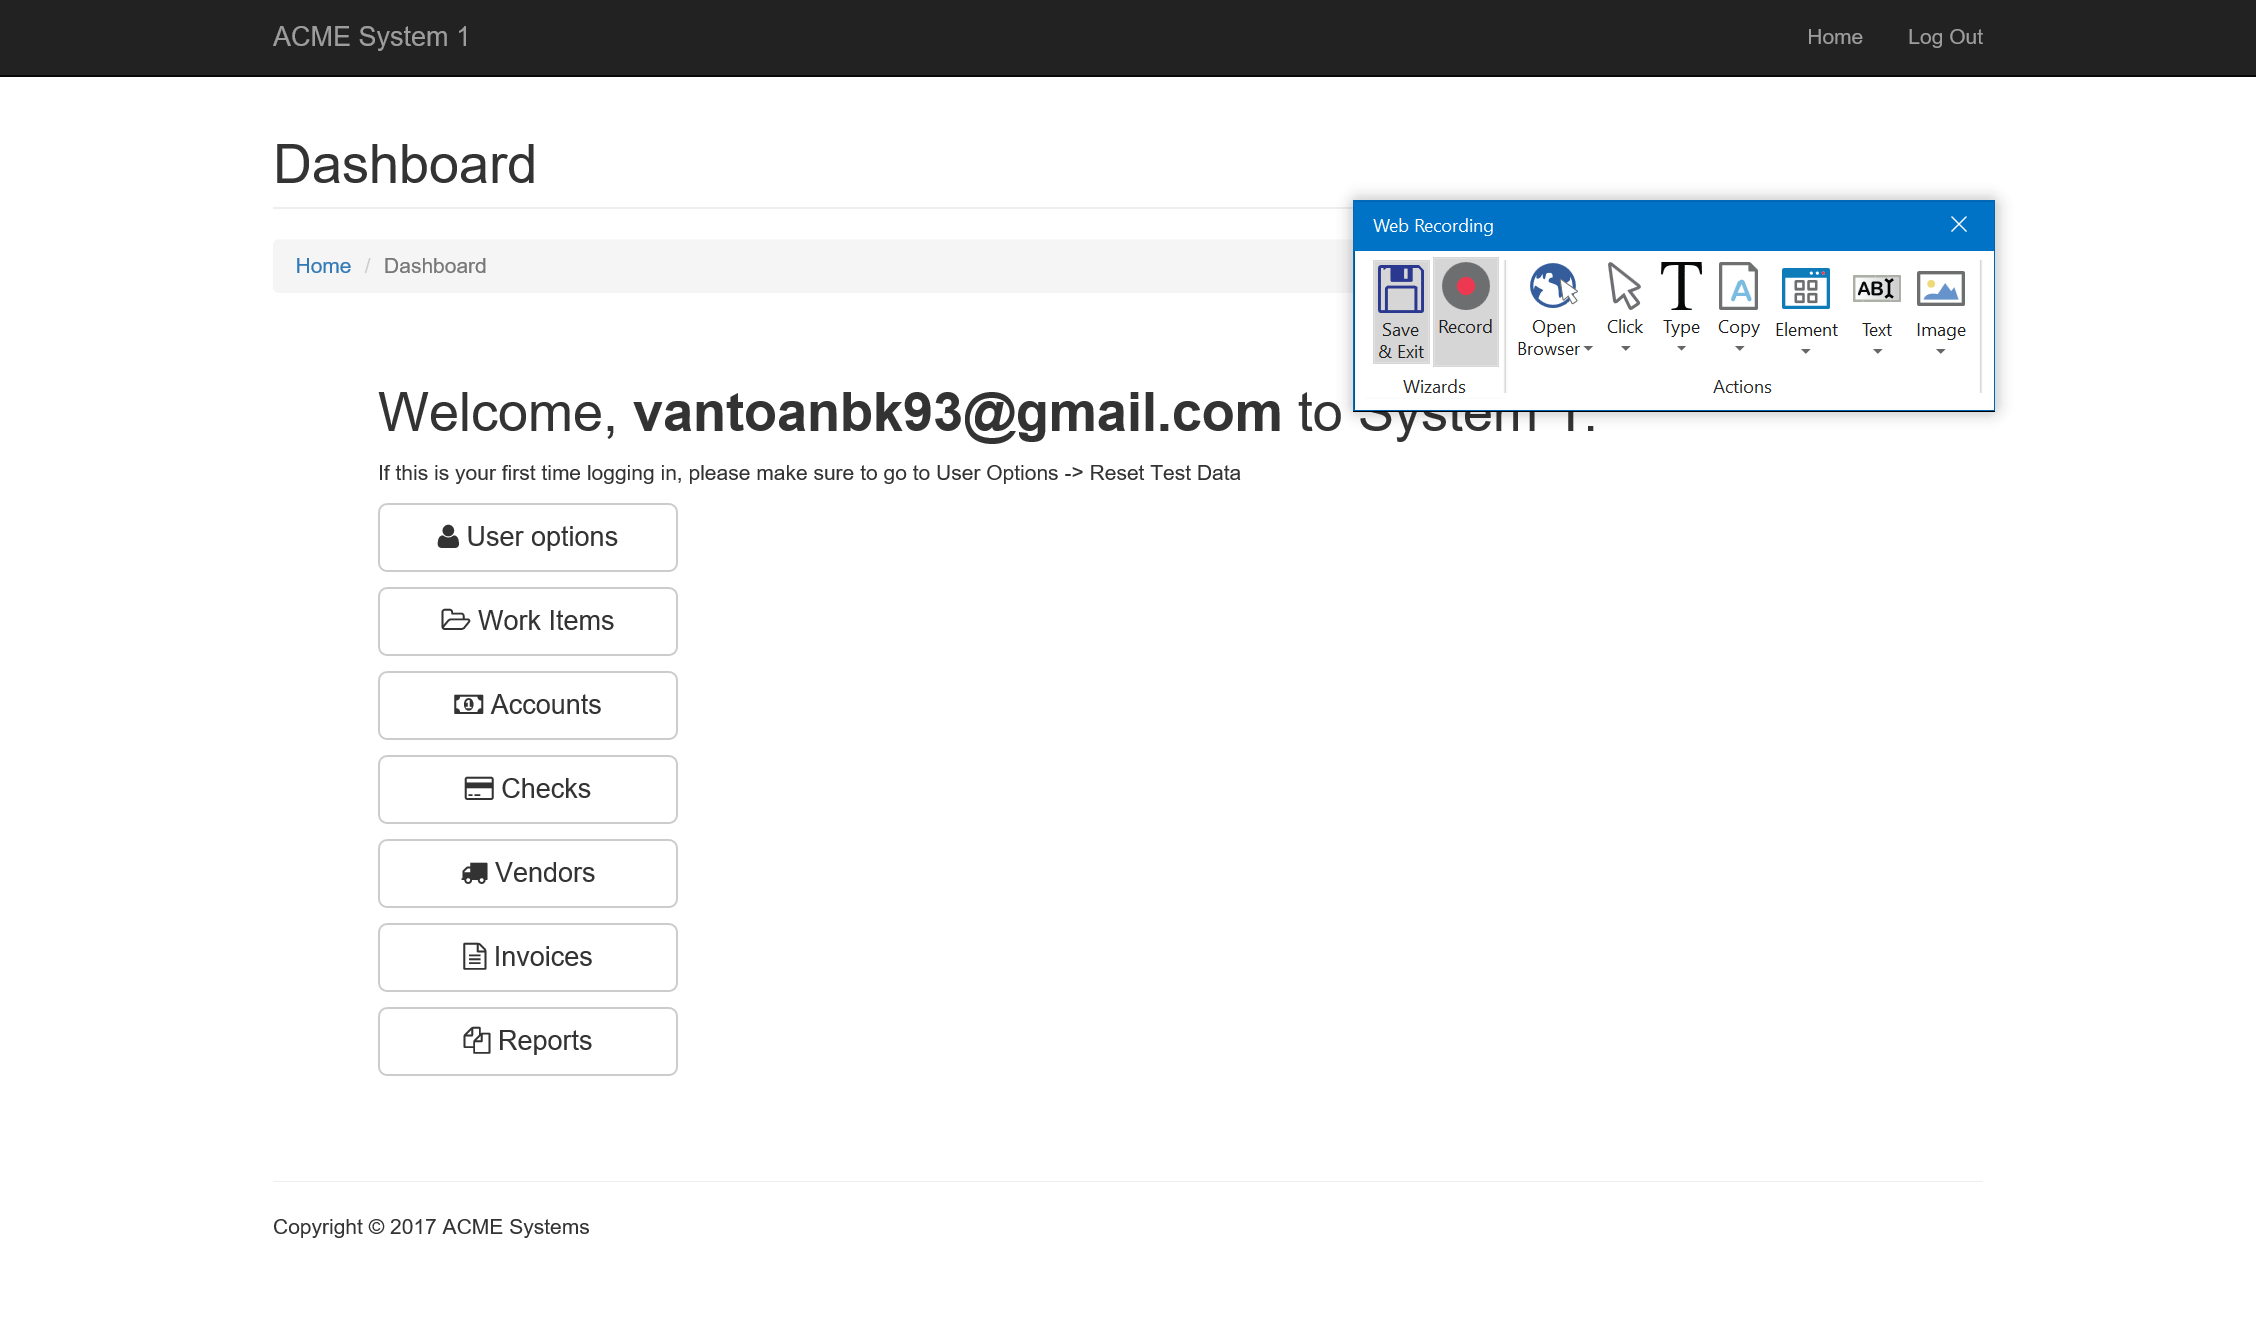 ACME System 1
Home
Log Out
Dashboard
Home / Dashboard
Web Recording
Save & Exit
Record
Open Browser
Click
Type
Copy
Element
Text
Image
Wizards
Actions
Welcome, vantoanbk93@gmail.com to System 1.
If this is your first time logging in, please make sure to go to User Options -> Reset Test Data
User options
Work Items
Accounts
Checks
Vendors
Invoices
Reports
Copyright © 2017 ACME Systems